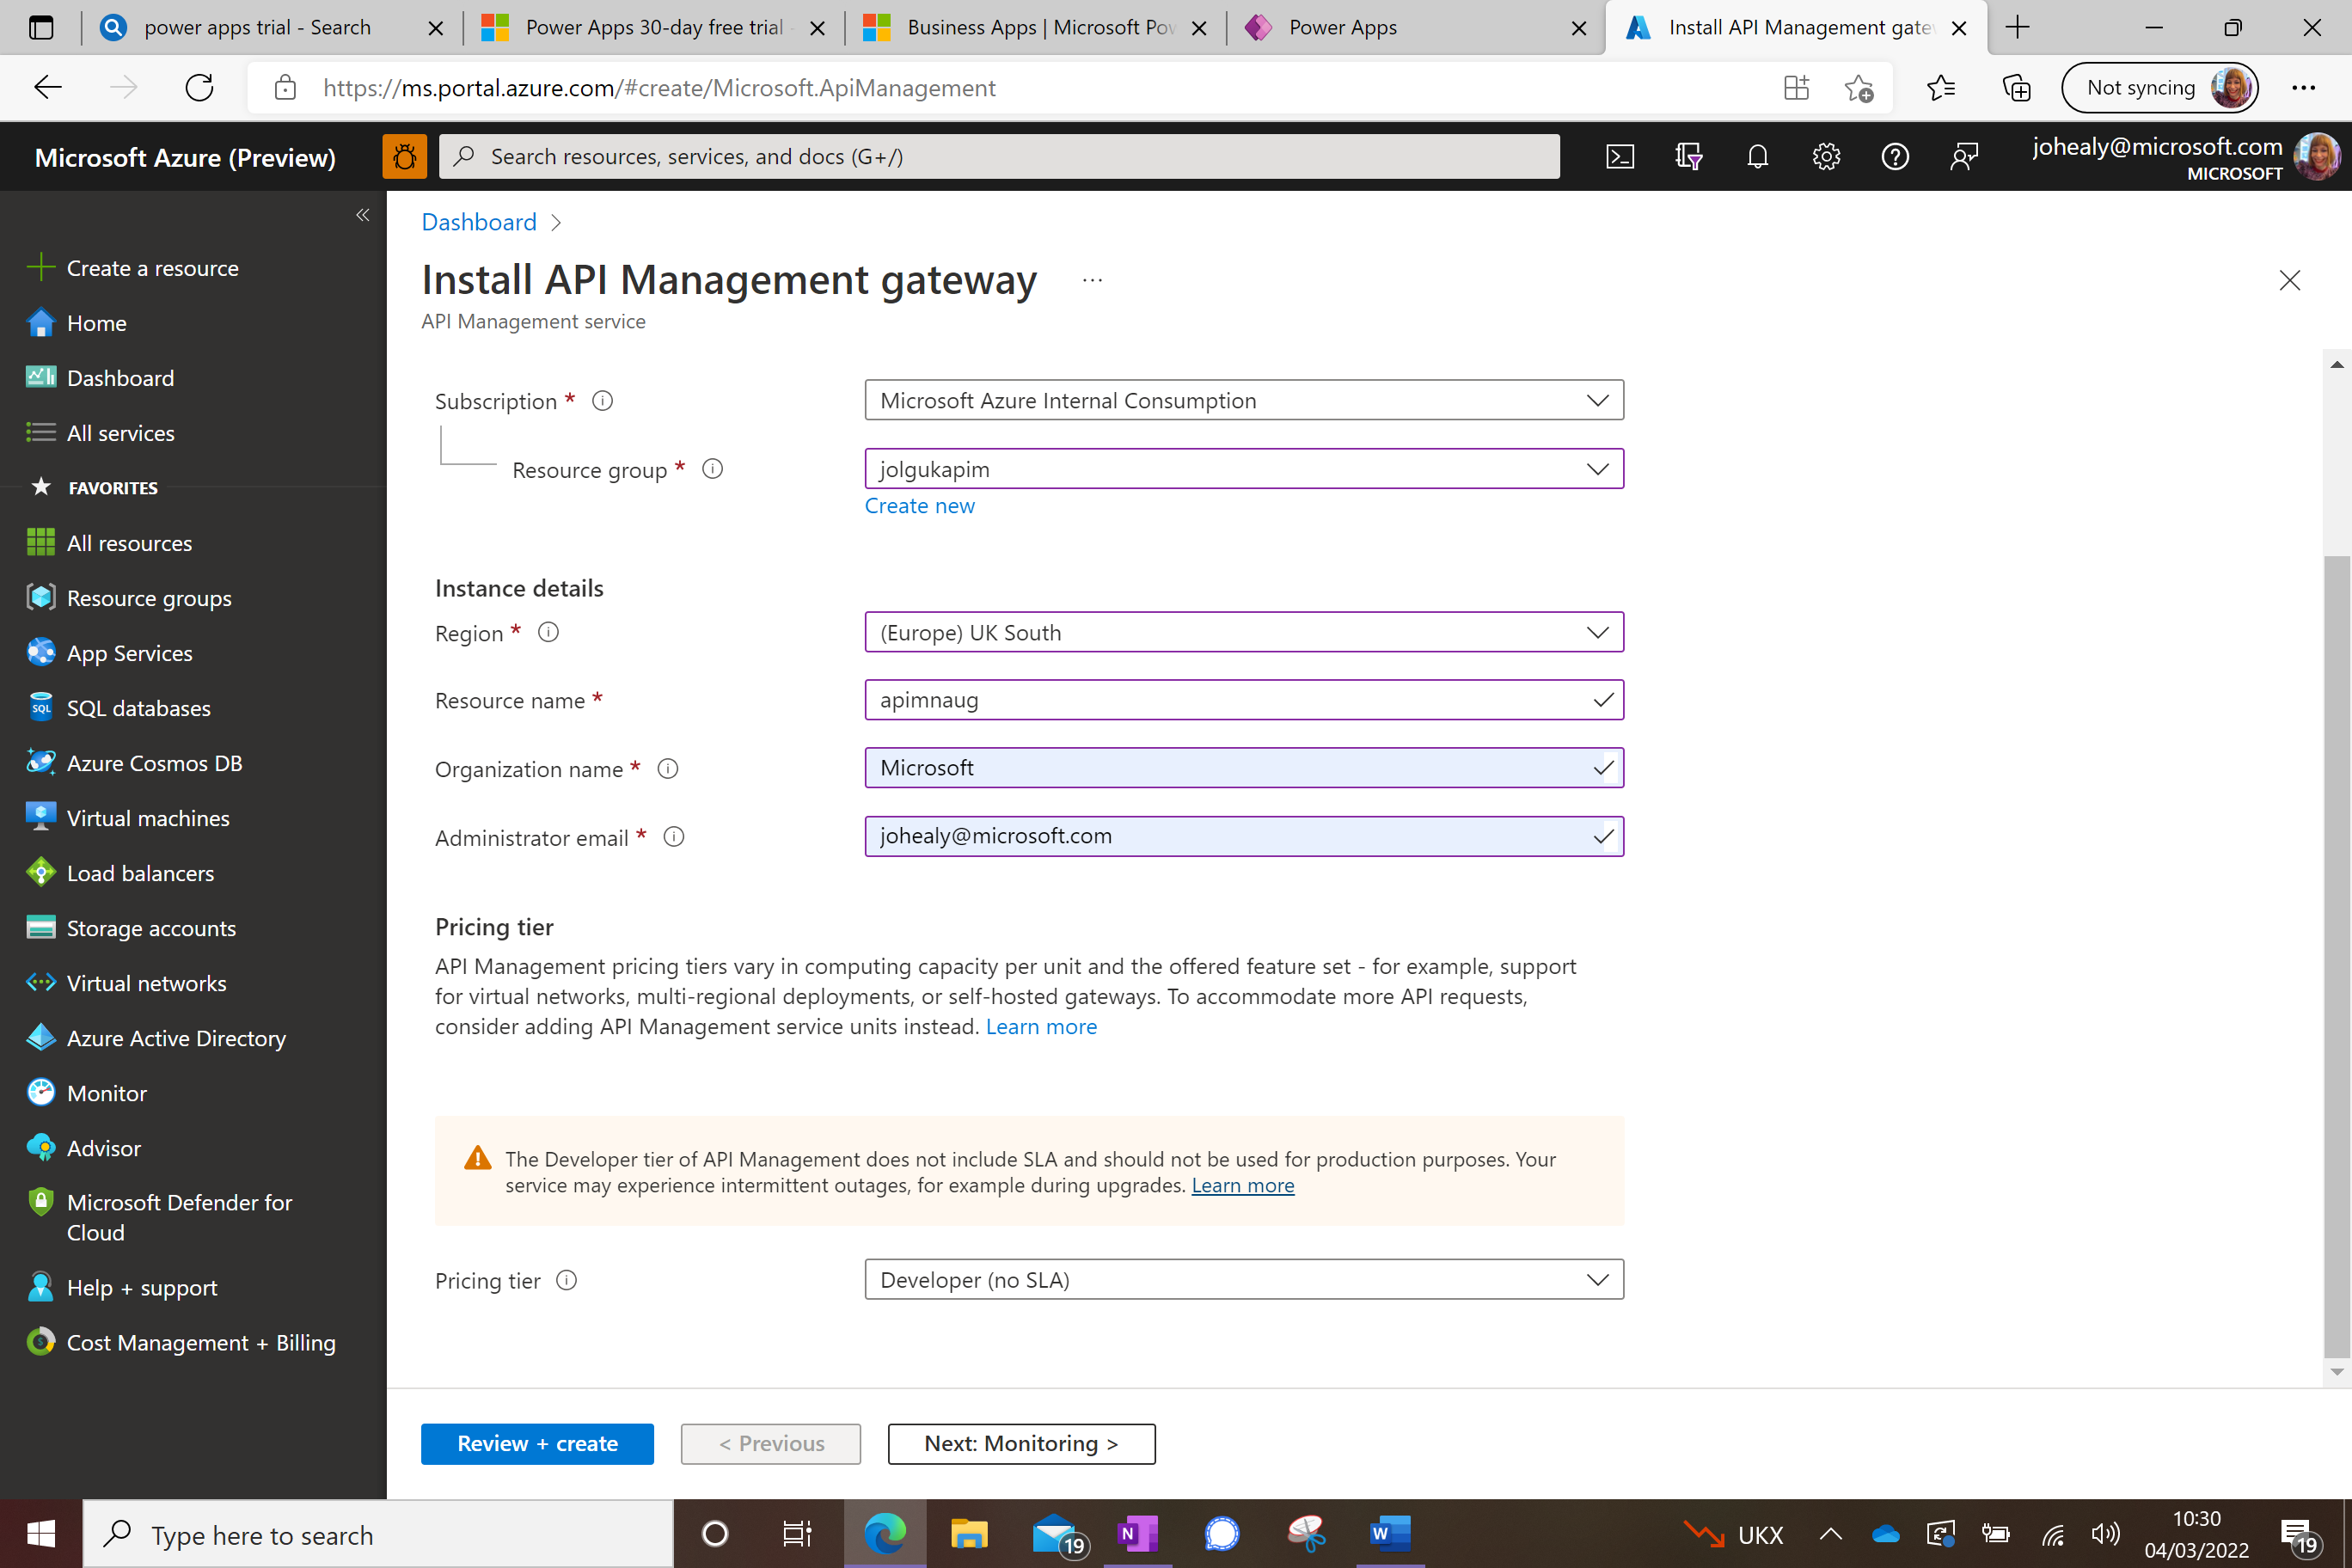 power apps trial - Search
Power Apps 30-day free trial
Business Apps | Microsoft Pow
Power Apps
Install API Management gatew
https://ms.portal.azure.com/#create/Microsoft.ApiManagement
Not syncing
Microsoft Azure (Preview)
Search resources, services, and docs (G+/)
johealy@microsoft.com
MICROSOFT
Create a resource
Home
Dashboard
All services
FAVORITES
All resources
Resource groups
App Services
SQL
SQL databases
Azure Cosmos DB
Virtual machines
Load balancers
Storage accounts
Virtual networks
Azure Active Directory
Monitor
Advisor
Microsoft Defender for
Cloud
Help + support
Cost Management + Billing
Dashboard >
Install API Management gateway ...
API Management service
Subscription *
Microsoft Azure Internal Consumption
Resource group *
jolgukapim
Create new
Instance details
Region *
(Europe) UK South
Resource name *
apimnaug
Organization name *
Microsoft
Administrator email *
johealy@microsoft.com
Pricing tier
API Management pricing tiers vary in computing capacity per unit and the offered feature set - for example, support
for virtual networks, multi-regional deployments, or self-hosted gateways. To accommodate more API requests,
consider adding API Management service units instead. Learn more
The Developer tier of API Management does not include SLA and should not be used for production purposes. Your
service may experience intermittent outages, for example during upgrades. Learn more
Pricing tier
Developer (no SLA)
Review + create
< Previous
Next: Monitoring >
Type here to search
19
N
W
UKX
10:30
04/03/2022
19